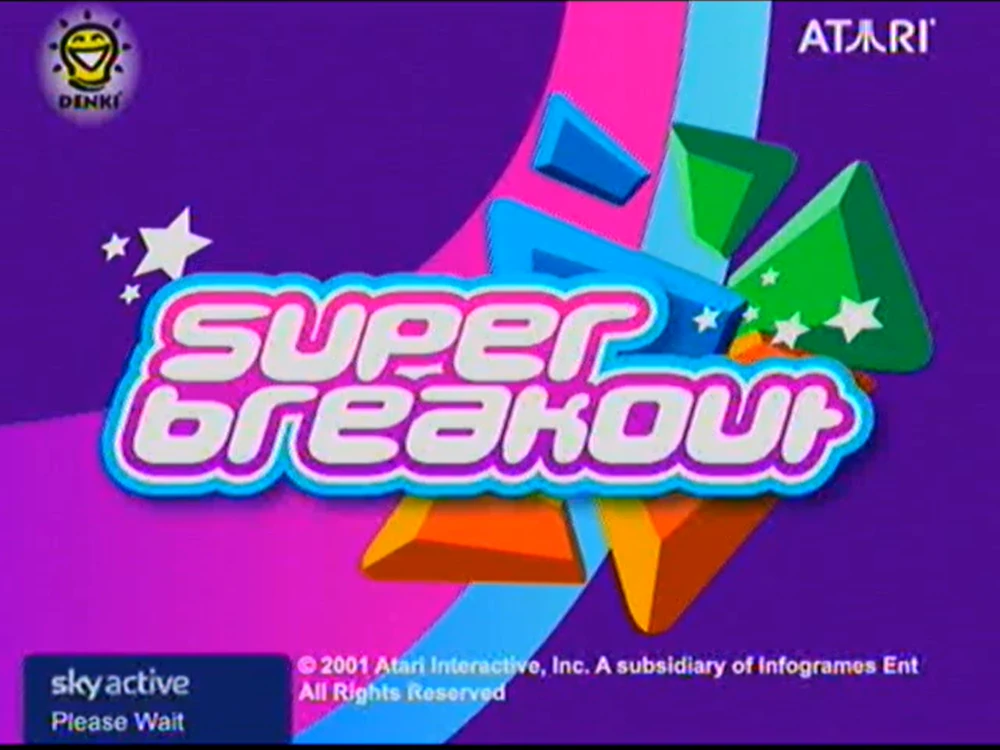 DENKI
ATARI
super
breakout
sky active
Please Wait
© 2001 Atari Interactive, Inc. A subsidiary of Infogrames Ent
All Rights Reserved